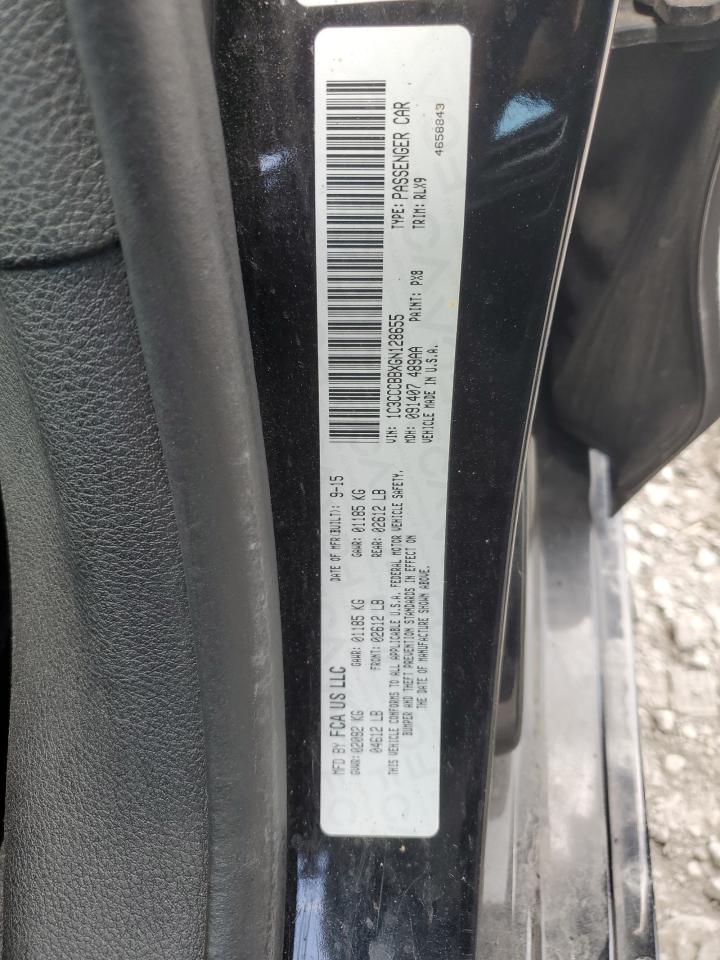 MFD BY FCA US LLC
DATE OF MFR(BUILT): 9-15
GVWR: 02092 KG
GAWR: 01185 KG
GAWR: 01185 KG
04612 LB
FRONT: 02612 LB
REAR: 02612 LB
THIS VEHICLE CONFORMS TO ALL APPLICABLE U.S.A. FEDERAL MOTOR VEHICLE SAFETY,
BUMPER AND THEFT PREVENTION STANDARDS IN EFFECT ON
THE DATE OF MANUFACTURE SHOWN ABOVE.
VIN: 1C3CCCBBXGN128655
TYPE: PASSENGER CAR
MDH: 091407 489AA
PAINT: PX8
TRIM: RLX9
VEHICLE MADE IN U.S.A.
4658843